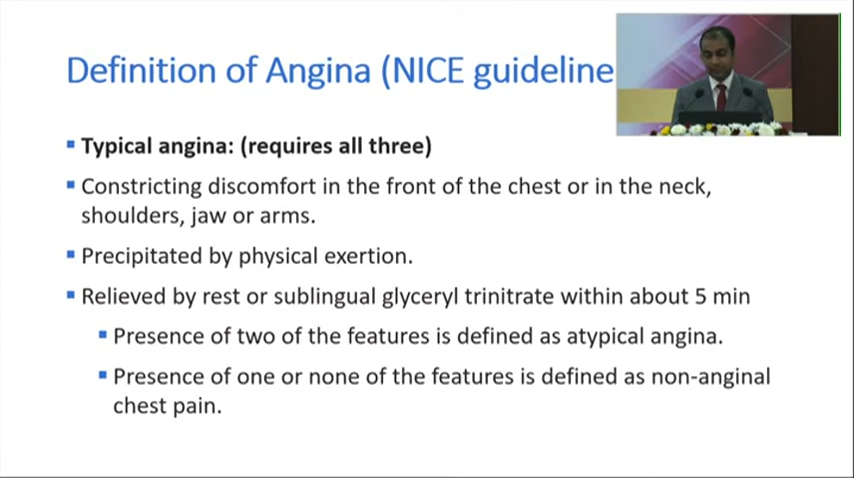 Definition of Angina (NICE guideline
▪ Typical angina: (requires all three)
▪ Constricting discomfort in the front of the chest or in the neck,
shoulders, jaw or arms.
▪ Precipitated by physical exertion.
▪ Relieved by rest or sublingual glyceryl trinitrate within about 5 min
▪ Presence of two of the features is defined as atypical angina.
▪ Presence of one or none of the features is defined as non-anginal
chest pain.